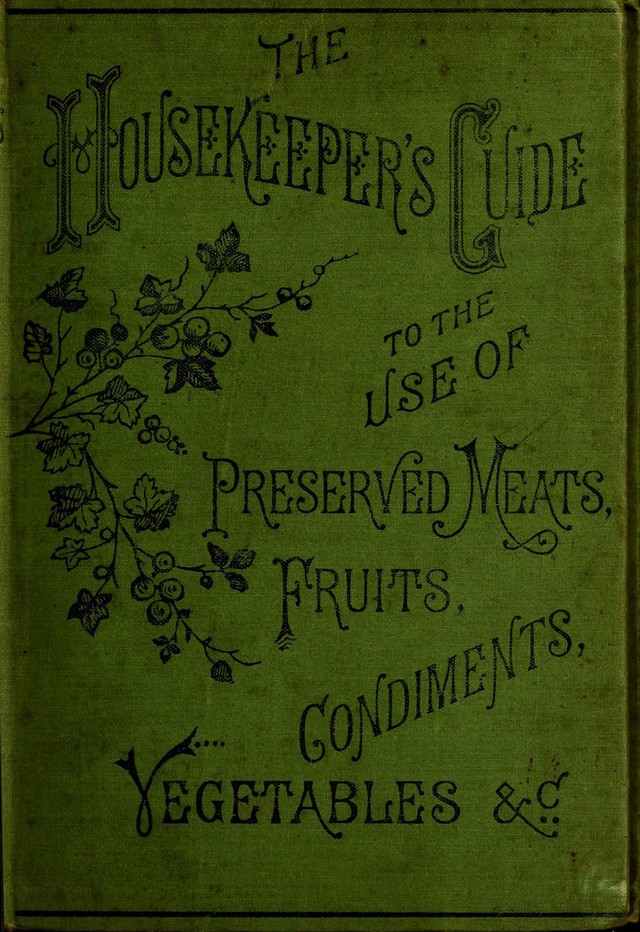 THE
HOUSEKEEPER'S GUIDE
TO THE
USE OF
PRESERVED MEATS,
FRUITS,
CONDIMENTS,
VEGETABLES &C.